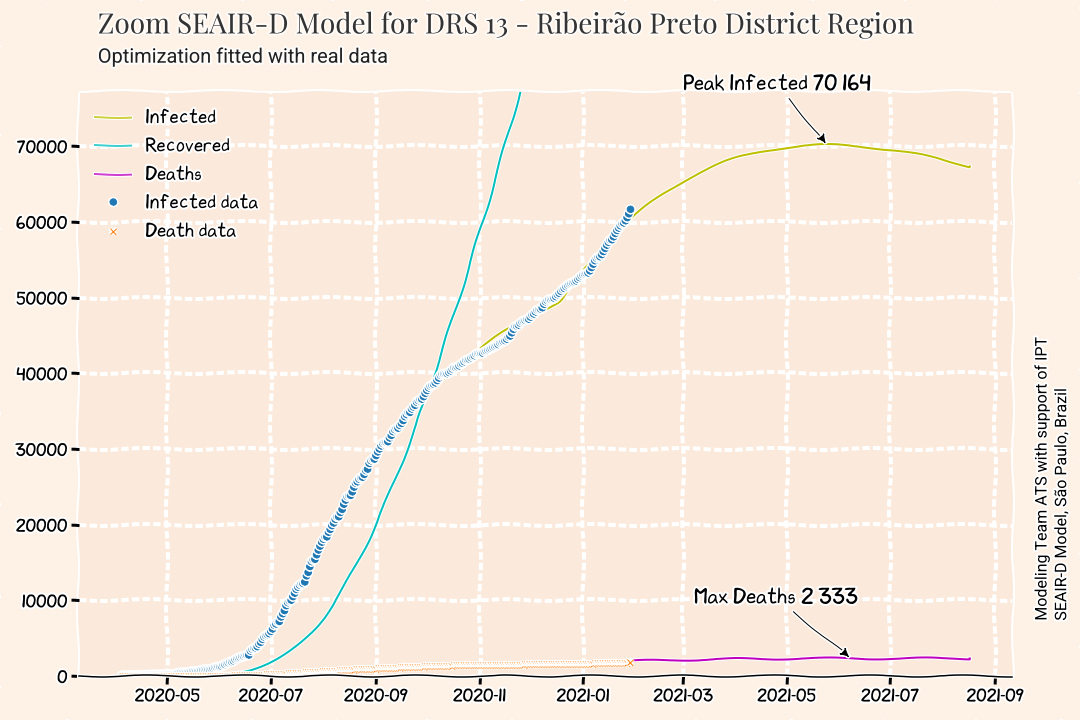 Zoom SEAIR-D Model for DRS 13 - Ribeirão Preto District Region
Optimization fitted with real data
Peak Infected 70 164
Infected
Recovered
Deaths
Infected data
Death data
70000
60000
50000
40000
30000
20000
10000
0
Max Deaths 2 333
2020-05
2020-07
2020-09
2020-11
2021-01
2021-03
2021-05
2021-07
2021-09
Modeling Team ATS with support of IPT
SEAIR-D Model, São Paulo, Brazil